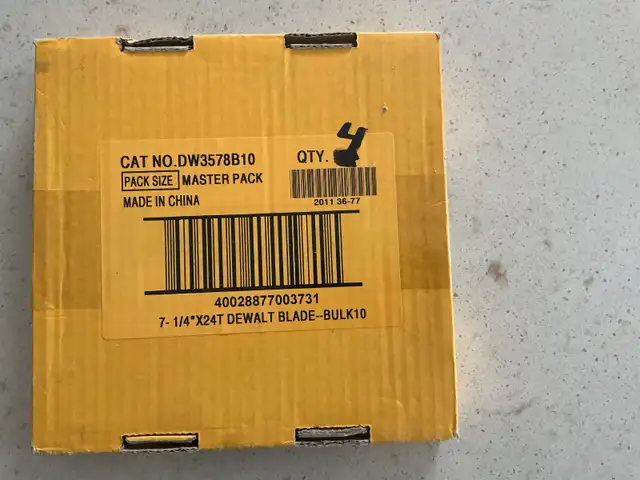 CAT NO.DW3578B10
QTY. 4
PACK SIZE MASTER PACK
MADE IN CHINA
2011 36-77
40028877003731
7- 1/4"X24T DEWALT BLADE--BULK10